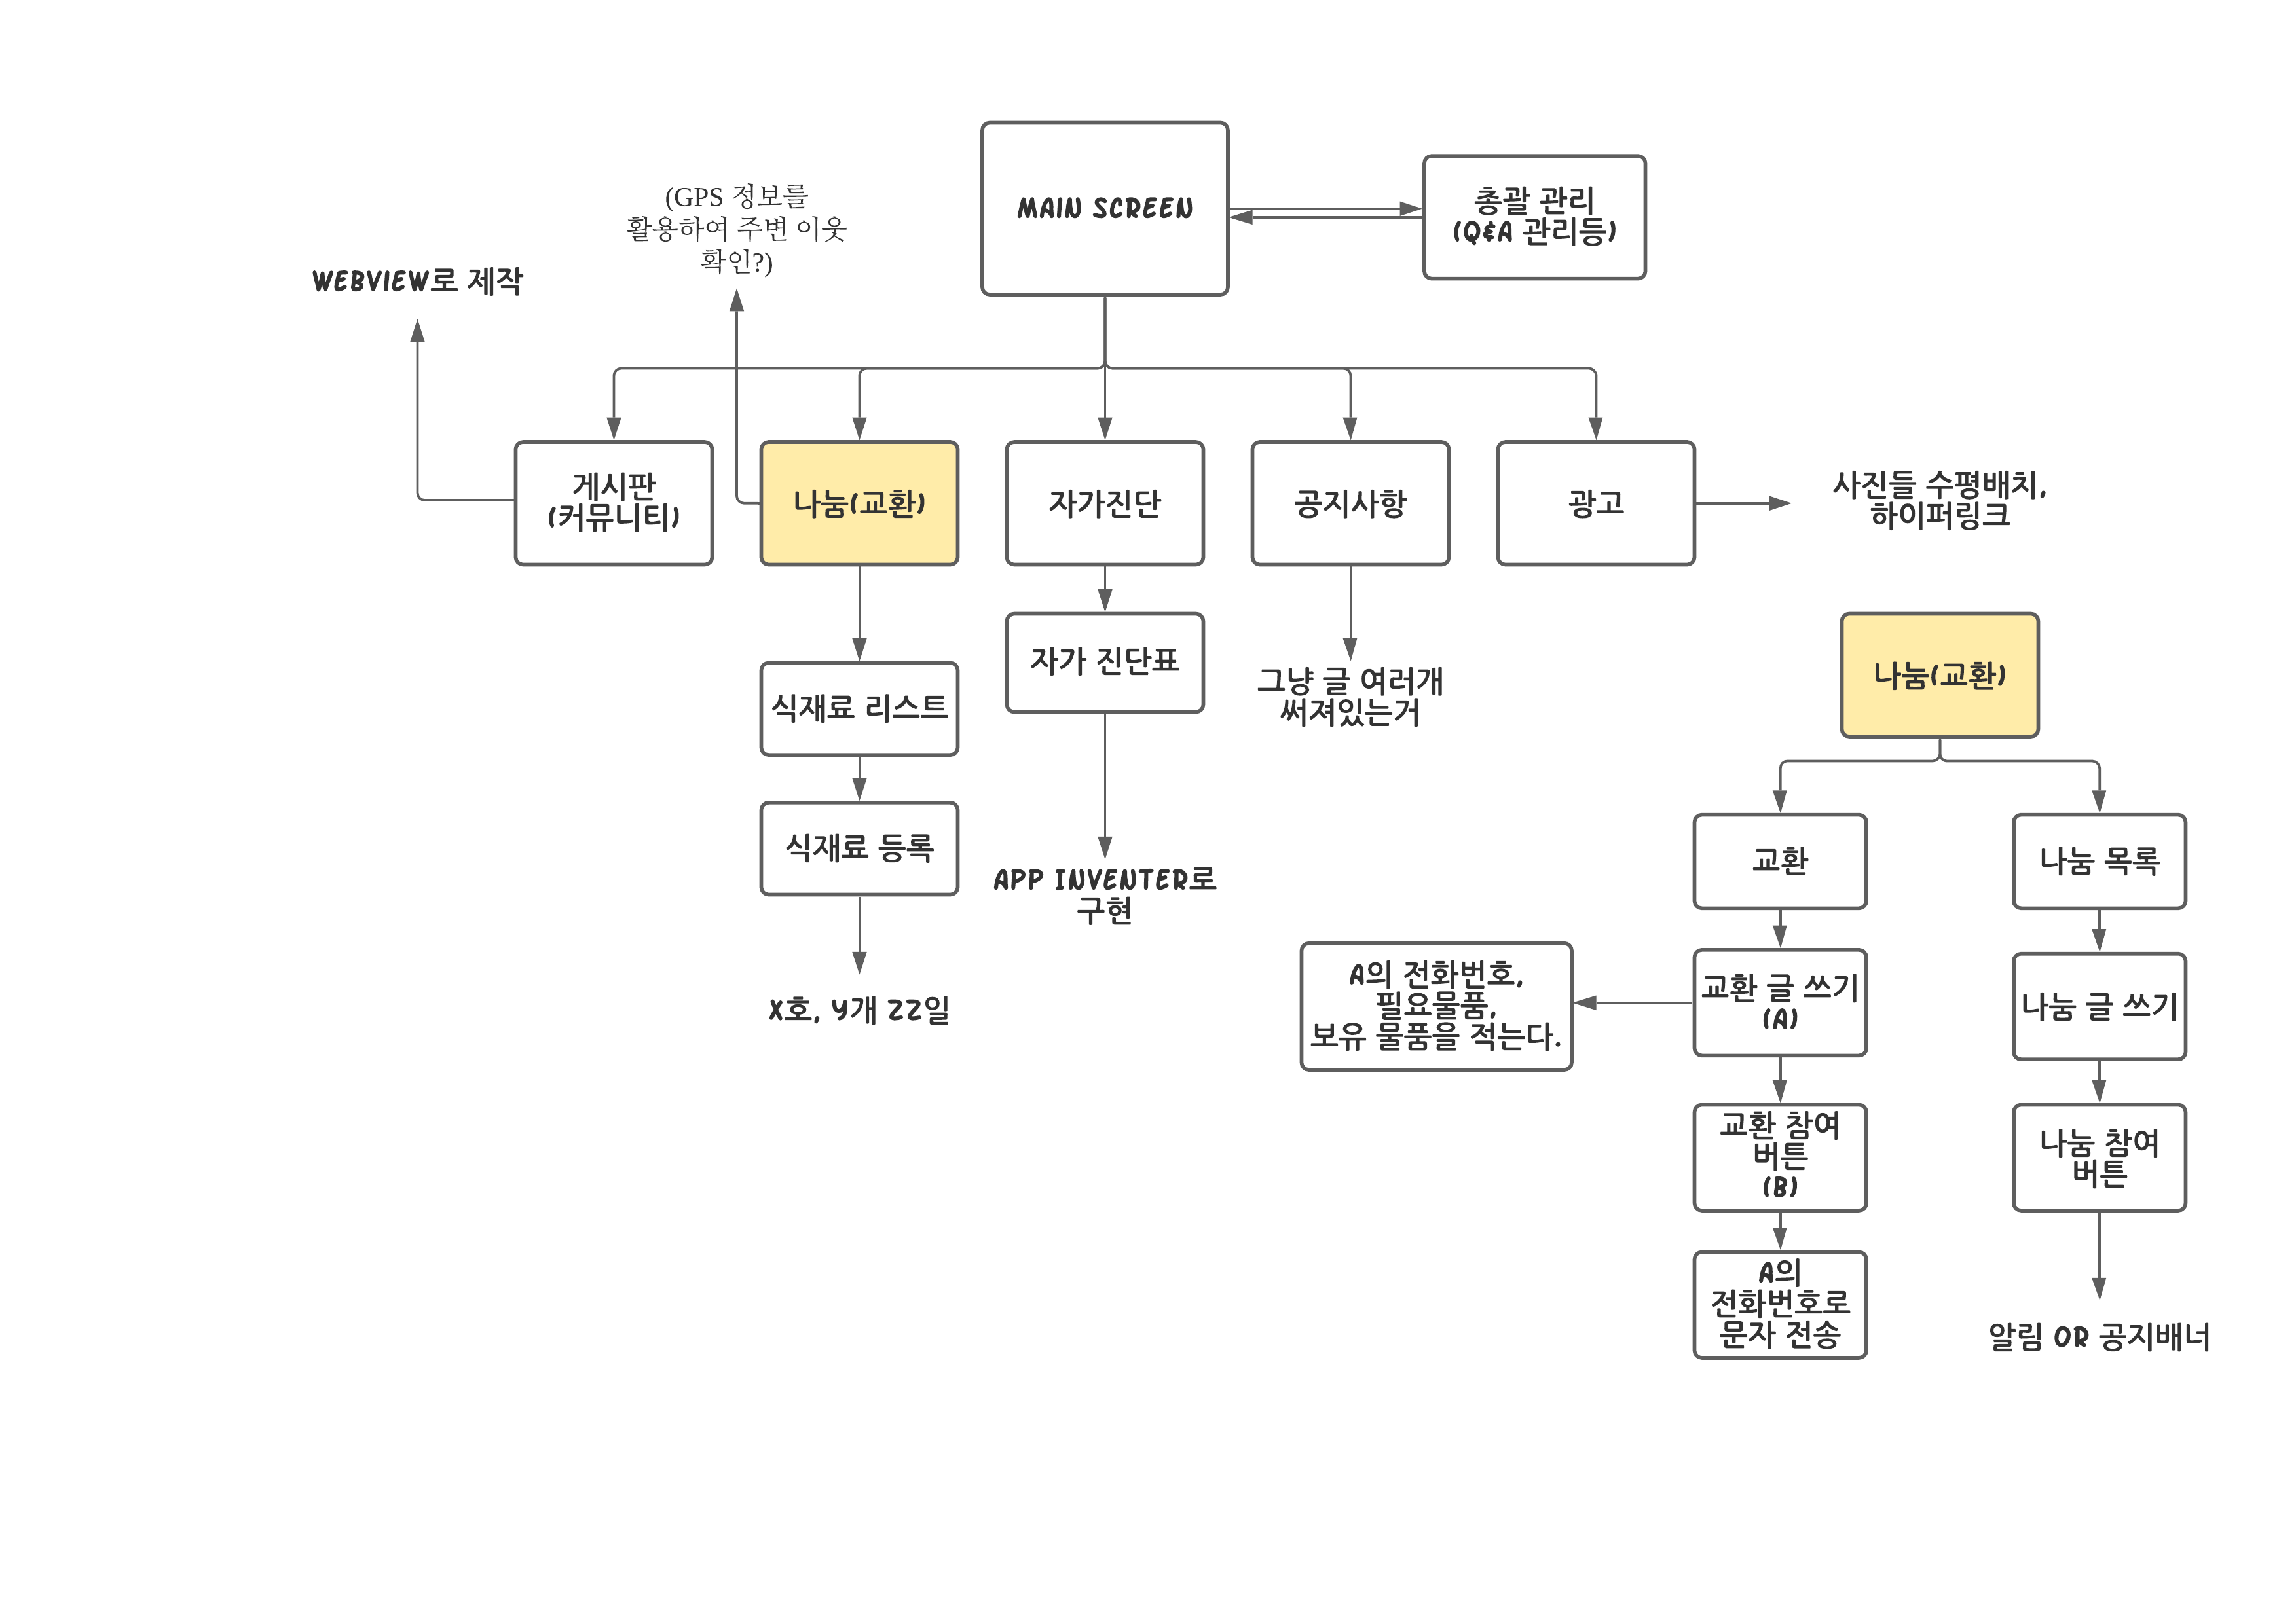 MAIN SCREEN
총괄 관리
(Q&A 관리등)
(GPS 정보를
활용하여 주변 이웃
확인?)
WEBVIEW로 제작
게시판
(커뮤니티)
나눔(교환)
자가진단
공지사항
광고
사진들 수평배치,
하이퍼링크
식재료 리스트
자가 진단표
그냥 글 여러개
써져있는거
나눔(교환)
식재료 등록
APP INVENTER로
구현
X호, Y개 22일
교환
나눔 목록
A의 전화번호,
필요물품,
보유 물품을 적는다.
교환 글 쓰기
(A)
나눔 글 쓰기
교환 참여
버튼
(B)
나눔 참여
버튼
A의
전화번호로
문자 전송
알림 OR 공지배너